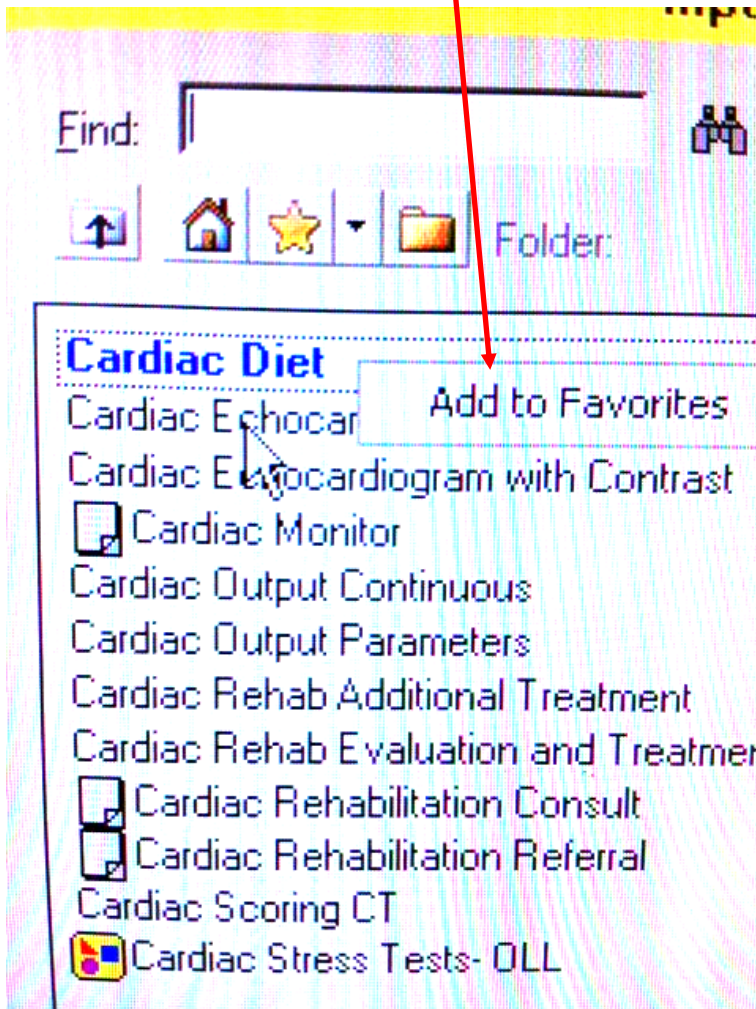 Find:
Folder:
Cardiac Diet
Add to Favorites
Cardiac Echocar
Cardiac Echocardiogram with Contrast
Cardiac Monitor
Cardiac Output Continuous
Cardiac Output Parameters
Cardiac Rehab Additional Treatment
Cardiac Rehab Evaluation and Treatmen
Cardiac Rehabilitation Consult
Cardiac Rehabilitation Referral
Cardiac Scoring CT
Cardiac Stress Tests- OLL